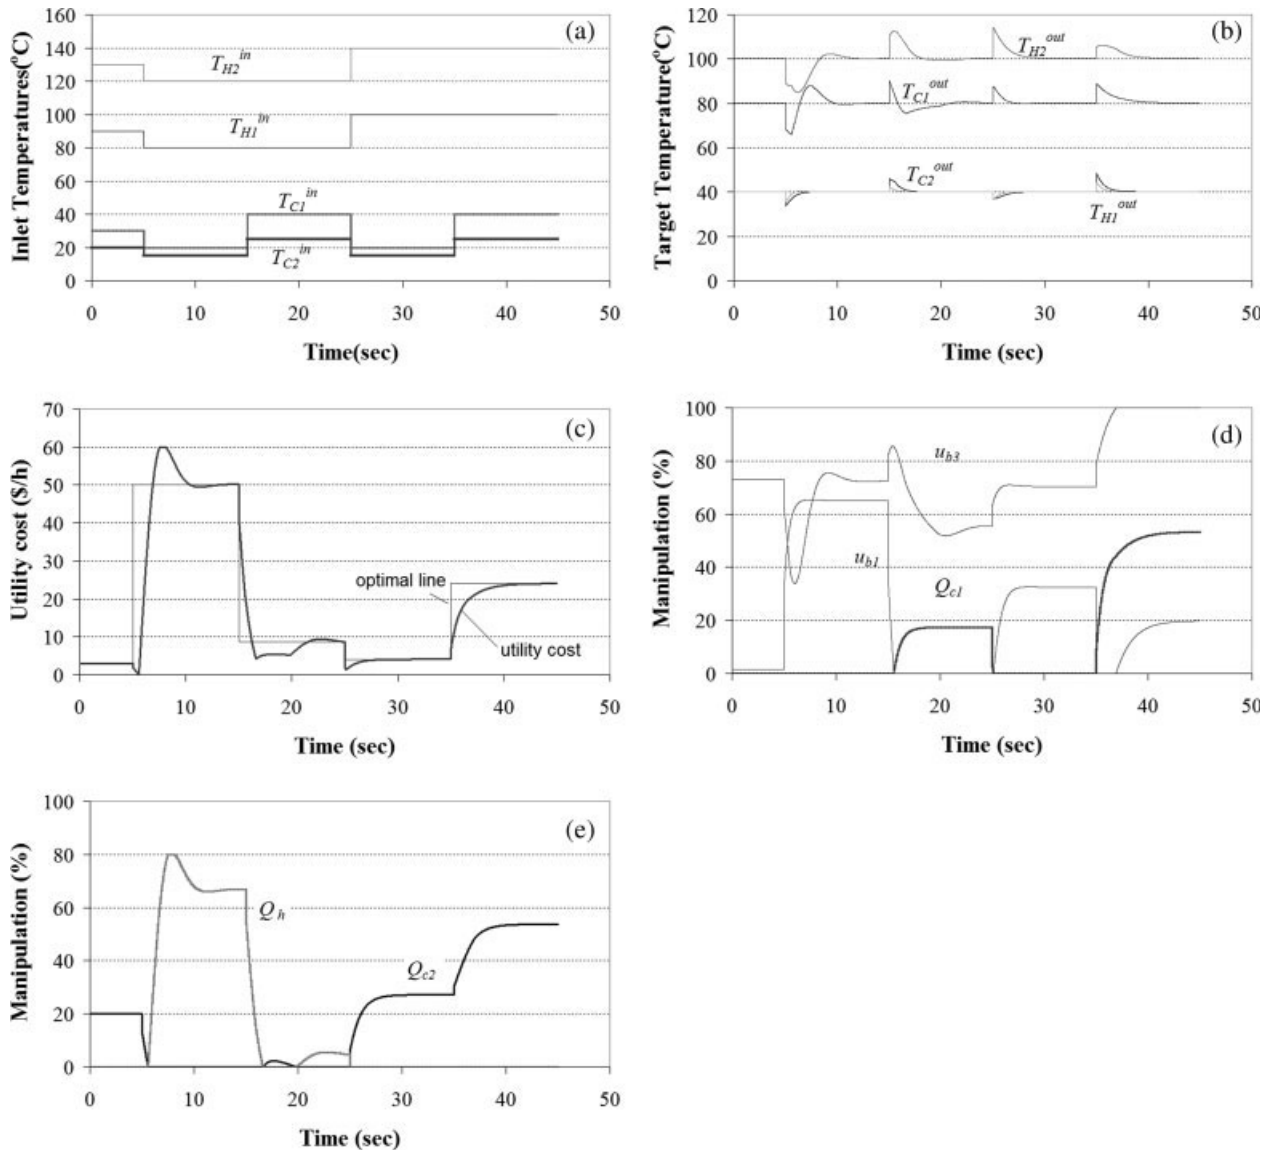 (a)
Inlet Temperatures(°C)
160
140
120
100
80
60
40
20
0
T_H2^in
T_H1^in
T_C1^in
T_C2^in
0 10 20 30 40 50
Time(sec)
(b)
Target Temperature(°C)
120
100
80
60
40
20
0
T_H2^out
T_C1^out
T_C2^out
T_H1^out
0 10 20 30 40 50
Time (sec)
(c)
Utility cost ($/h)
70
60
50
40
30
20
10
0
optimal line
utility cost
0 10 20 30 40 50
Time (sec)
(d)
Manipulation (%)
100
80
60
40
20
0
u_b3
u_b1
Q_c1
0 10 20 30 40 50
Time (sec)
(e)
Manipulation (%)
100
80
60
40
20
0
Q_h
Q_c2
0 10 20 30 40 50
Time (sec)